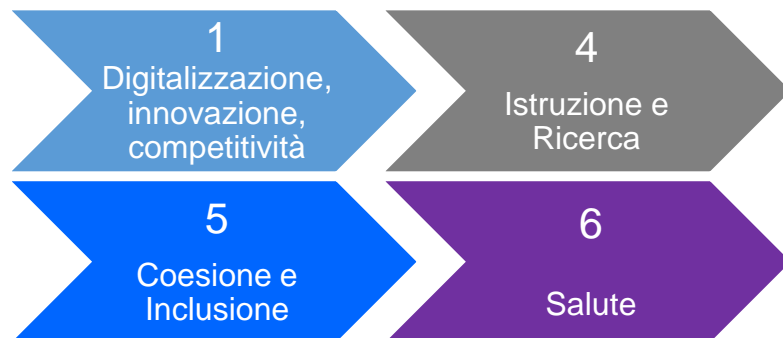 1
Digitalizzazione,
innovazione,
competitività
4
Istruzione e
Ricerca
5
Coesione e
Inclusione
6
Salute